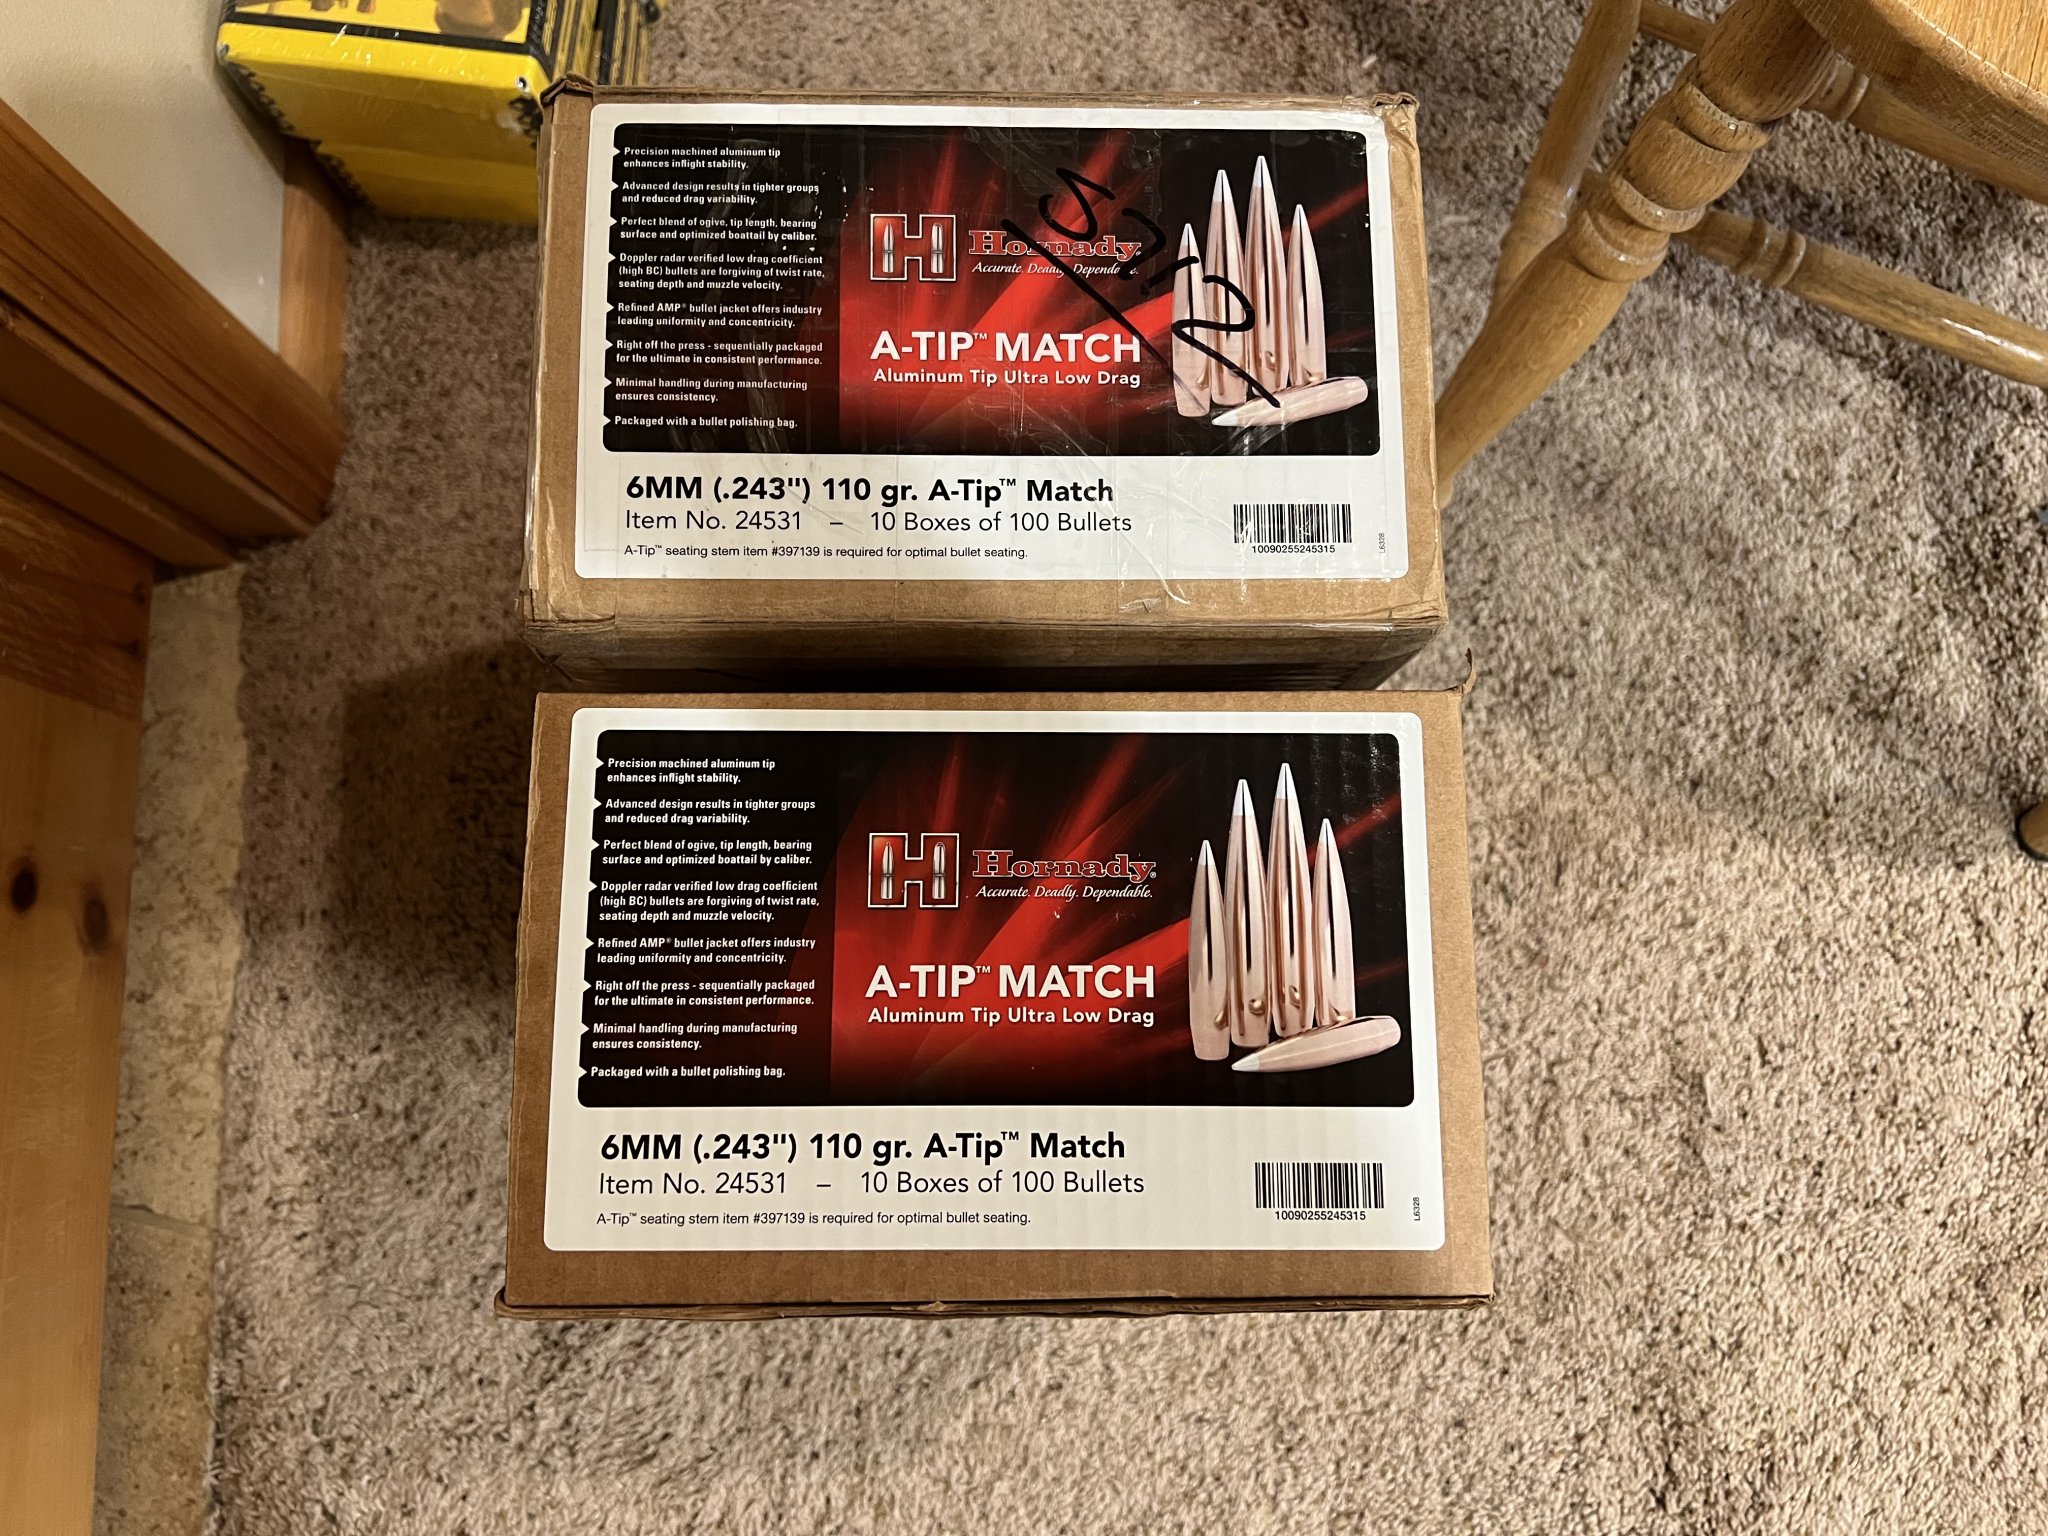 Precision machined aluminum tip
enhances inflight stability.
Advanced design results in tighter groups
and reduced drag variability.
Perfect blend of ogive, tip length, bearing
surface and optimized boattail by caliber.
Doppler radar verified low drag coefficient
(high BC) bullets are forgiving of twist rate,
seating depth and muzzle velocity.
Refined AMP® bullet jacket offers industry
leading uniformity and concentricity.
Right off the press - sequentially packaged
for the ultimate in consistent performance.
Minimal handling during manufacturing
ensures consistency.
Packaged with a bullet polishing bag.
H Hornady®
Accurate. Deadly. Dependable.
A-TIP™ MATCH
Aluminum Tip Ultra Low Drag
6MM (.243") 110 gr. A-Tip™ Match
Item No. 24531 – 10 Boxes of 100 Bullets
A-Tip™ seating stem item #397139 is required for optimal bullet seating.
10090255245315
L6328
Precision machined aluminum tip
enhances inflight stability.
Advanced design results in tighter groups
and reduced drag variability.
Perfect blend of ogive, tip length, bearing
surface and optimized boattail by caliber.
Doppler radar verified low drag coefficient
(high BC) bullets are forgiving of twist rate,
seating depth and muzzle velocity.
Refined AMP® bullet jacket offers industry
leading uniformity and concentricity.
Right off the press - sequentially packaged
for the ultimate in consistent performance.
Minimal handling during manufacturing
ensures consistency.
Packaged with a bullet polishing bag.
H Hornady®
Accurate. Deadly. Dependable.
A-TIP™ MATCH
Aluminum Tip Ultra Low Drag
6MM (.243") 110 gr. A-Tip™ Match
Item No. 24531 – 10 Boxes of 100 Bullets
A-Tip™ seating stem item #397139 is required for optimal bullet seating.
10090255245315
L6328